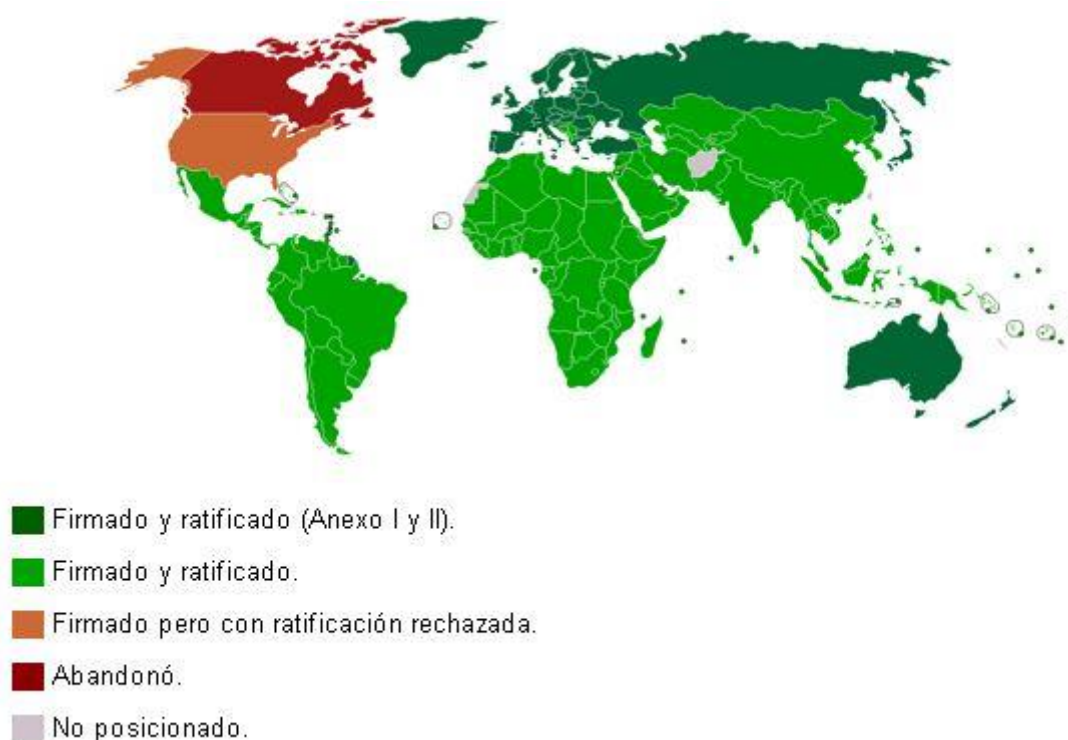 Firmado y ratificado (Anexo I y II).
Firmado y ratificado.
Firmado pero con ratificación rechazada.
Abandonó.
No posicionado.